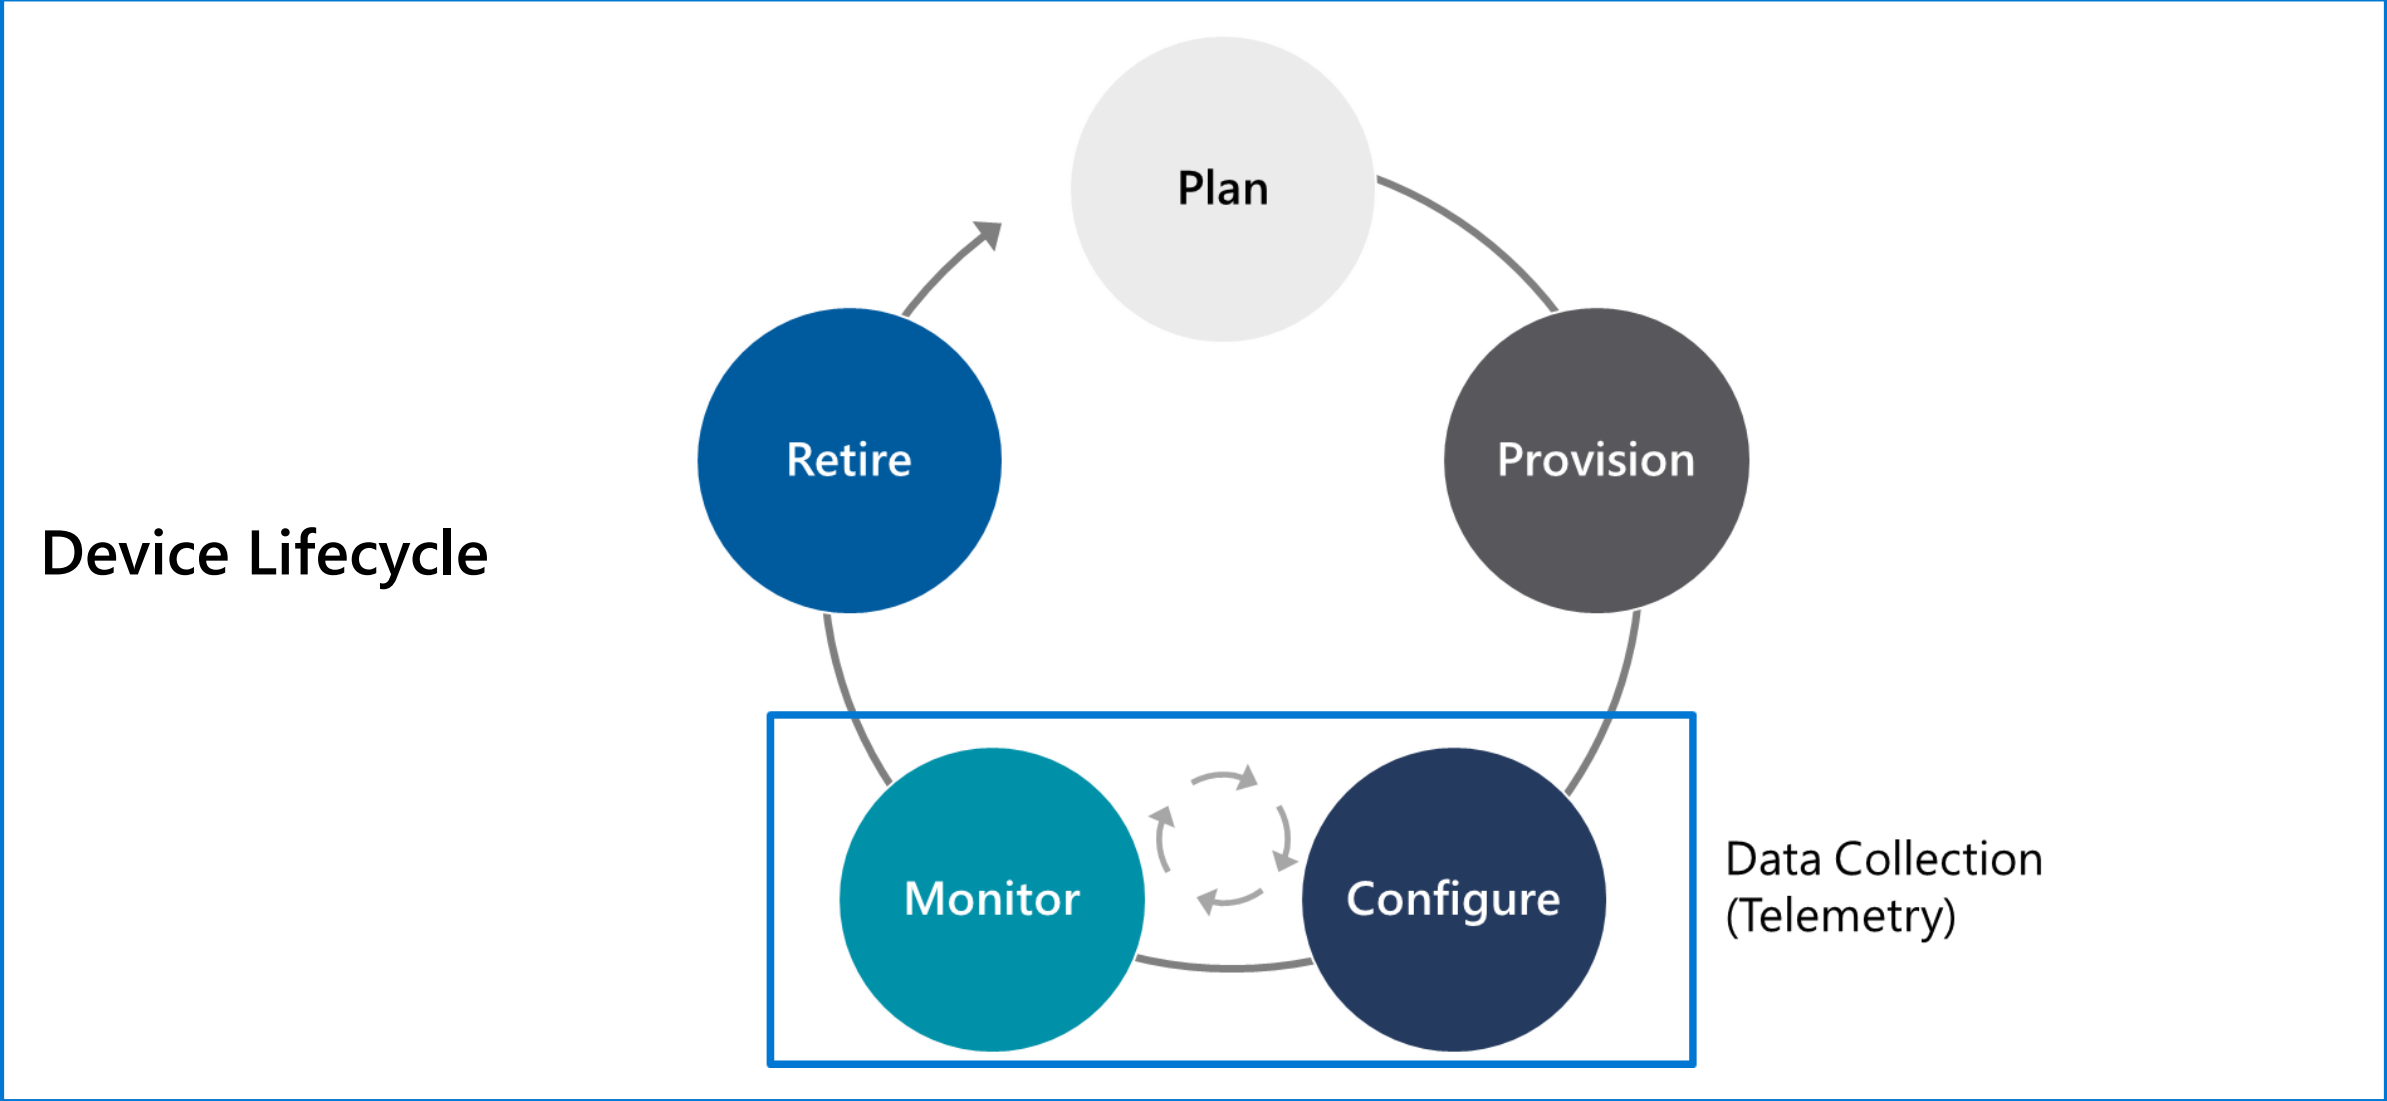 Plan
Retire
Provision
Device Lifecycle
Monitor
Configure
Data Collection
(Telemetry)